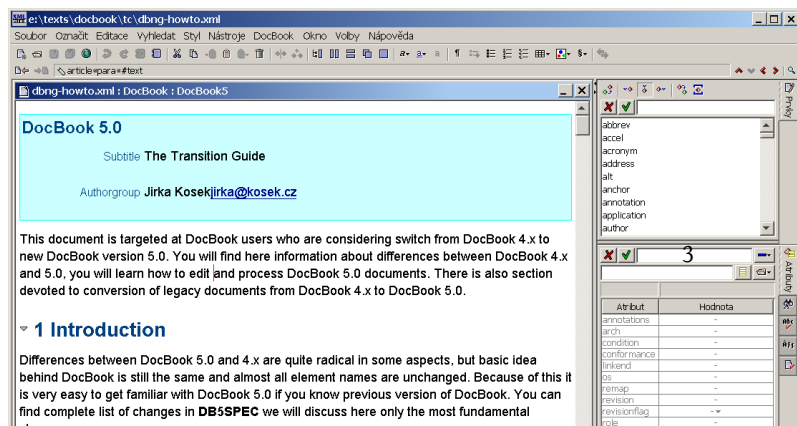 e:\texts\docbook\tc\dbng-howto.xml
Soubor Označit Editace Vyhledat Styl Nástroje DocBook Okno Volby Nápověda
article▸para▸#text
dbng-howto.xml : DocBook : DocBook5
DocBook 5.0
Subtitle The Transition Guide
Authorgroup Jirka Kosekjirka@kosek.cz
This document is targeted at DocBook users who are considering switch from DocBook 4.x to
new DocBook version 5.0. You will find here information about differences between DocBook 4.x
and 5.0, you will learn how to edit and process DocBook 5.0 documents. There is also section
devoted to conversion of legacy documents from DocBook 4.x to DocBook 5.0.
1 Introduction
Differences between DocBook 5.0 and 4.x are quite radical in some aspects, but basic idea
behind DocBook is still the same and almost all element names are unchanged. Because of this it
is very easy to get familiar with DocBook 5.0 if you know previous version of DocBook. You can
find complete list of changes in DB5SPEC we will discuss here only the most fundamental
Prvky
abbrev
accel
acronym
address
alt
anchor
annotation
application
author
3
Atributy
Atribut Hodnota
annotations -
arch -
condition -
conformance -
linkend -
os -
remap -
revision -
revisionflag -
role -